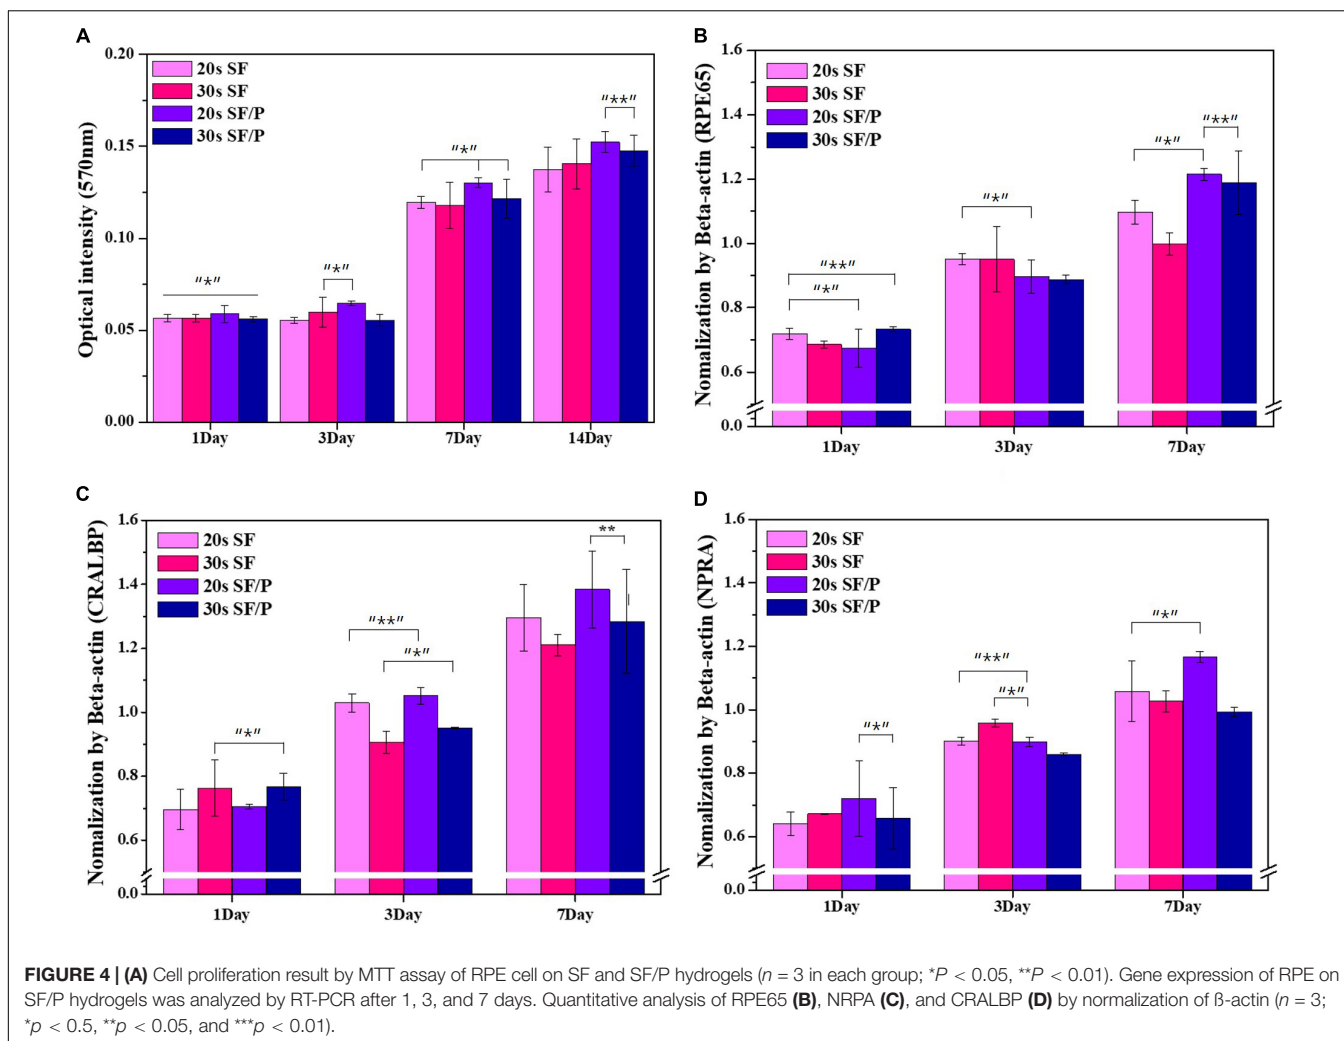 A
Optical intensity (570nm)
0.20
0.15
0.10
0.05
0.00
20s SF
30s SF
20s SF/P
30s SF/P
"*"
"*"
"*"
"**"
1Day 3Day 7Day 14Day
B
Nomalization by Beta-actin (RPE65)
1.6
1.4
1.2
1.0
0.8
0.6
0.0
20s SF
30s SF
20s SF/P
30s SF/P
"**"
"*"
"*"
"*"
"**"
1Day 3Day 7Day
C
Nomalization by Beta-actin (CRALBP)
1.6
1.4
1.2
1.0
0.8
0.6
0.0
20s SF
30s SF
20s SF/P
30s SF/P
"*"
"**"
"*"
**
1Day 3Day 7Day
D
Nomalization by Beta-actin (NPRA)
1.6
1.4
1.2
1.0
0.8
0.6
0.0
20s SF
30s SF
20s SF/P
30s SF/P
"*"
"**"
"*"
"*"
1Day 3Day 7Day
FIGURE 4 | (A) Cell proliferation result by MTT assay of RPE cell on SF and SF/P hydrogels (n = 3 in each group; *P < 0.05, **P < 0.01). Gene expression of RPE on
SF/P hydrogels was analyzed by RT-PCR after 1, 3, and 7 days. Quantitative analysis of RPE65 (B), NRPA (C), and CRALBP (D) by normalization of ß-actin (n = 3;
*p < 0.5, **p < 0.05, and ***p < 0.01).